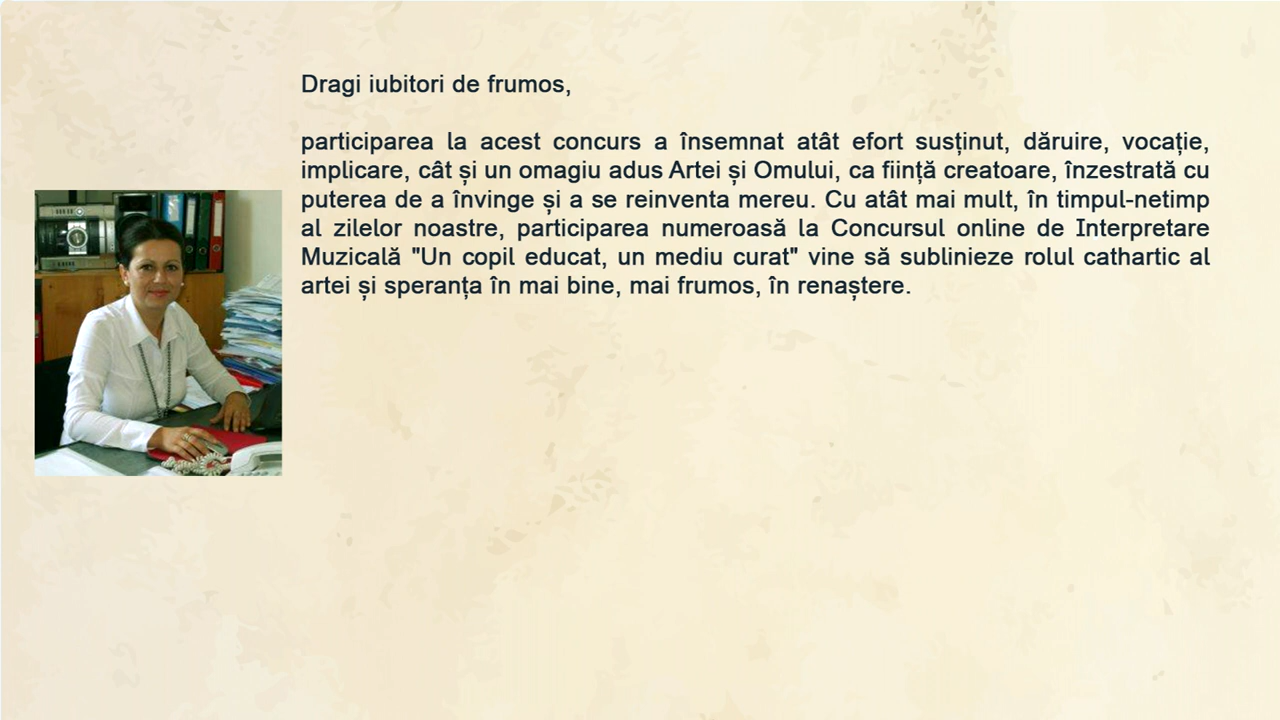 Dragi iubitori de frumos,
participarea la acest concurs a însemnat atât efort susținut, dăruire, vocație,
implicare, cât și un omagiu adus Artei și Omului, ca ființă creatoare, înzestrată cu
puterea de a învinge și a se reinventa mereu. Cu atât mai mult, în timpul-netimp
al zilelor noastre, participarea numeroasă la Concursul online de Interpretare
Muzicală "Un copil educat, un mediu curat" vine să sublinieze rolul cathartic al
artei și speranța în mai bine, mai frumos, în renaștere.